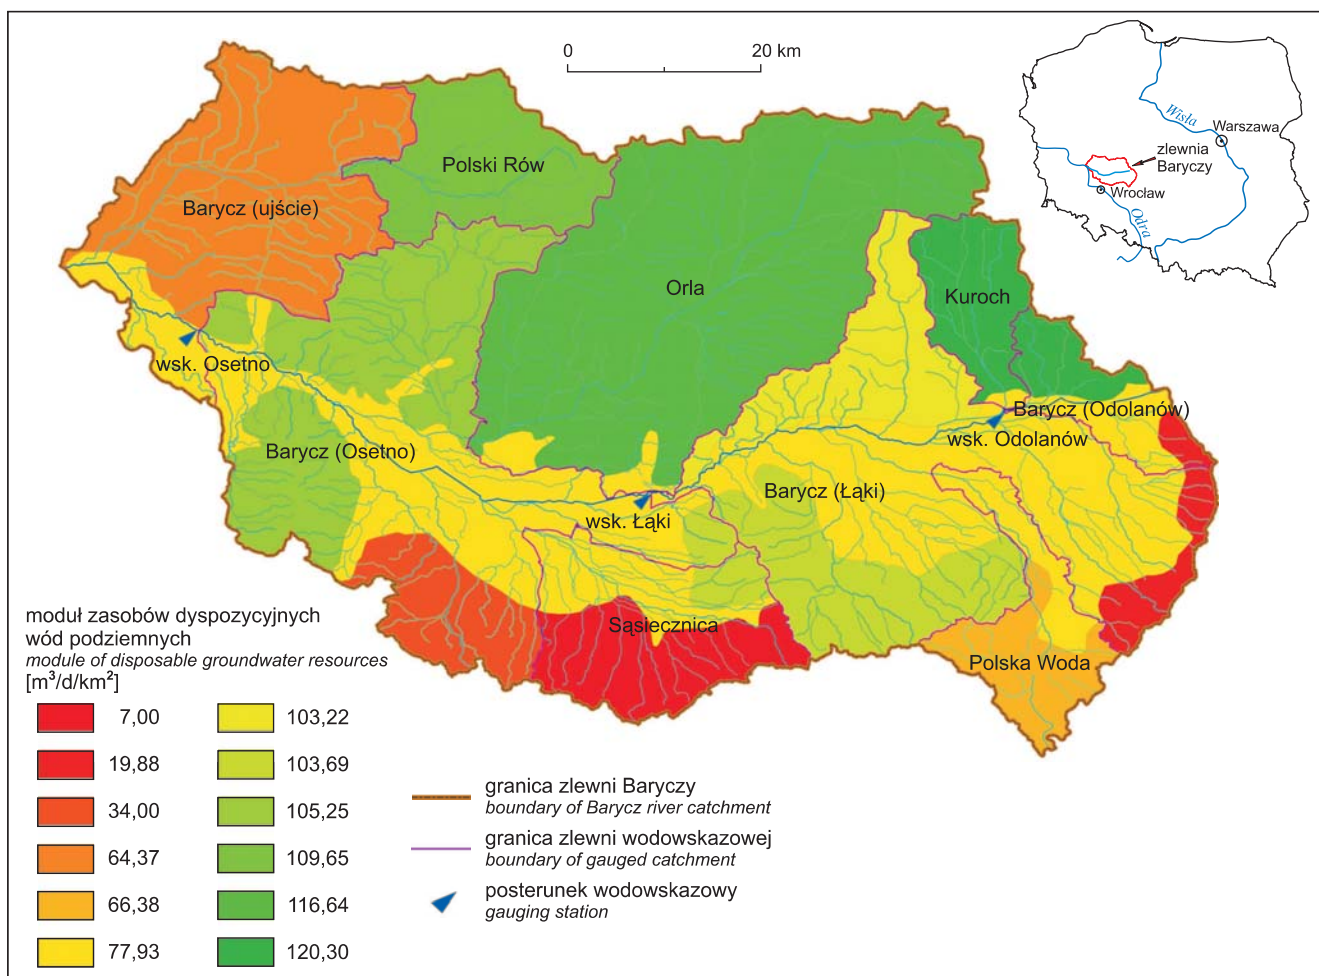 0 20 km
Wisła
Warszawa
zlewnia
Baryczy
Wrocław
Odra
Polski Rów
Barycz (ujście)
Orla
Kuroch
wsk. Osetno
Barycz (Odolanów)
wsk. Odolanów
Barycz (Osetno)
Barycz (Łąki)
wsk. Łąki
Sąsiecznica
Polska Woda
moduł zasobów dyspozycyjnych
wód podziemnych
module of disposable groundwater resources
[m³/d/km²]
7,00
19,88
34,00
64,37
66,38
77,93
103,22
103,69
105,25
109,65
116,64
120,30
granica zlewni Baryczy
boundary of Barycz river catchment
granica zlewni wodowskazowej
boundary of gauged catchment
posterunek wodowskazowy
gauging station